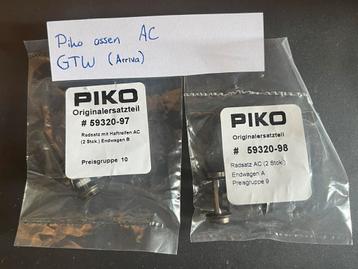 Piko assen AC
GTW (Arriva)
PIKO
Originalersatzteil
# 59320-97
Radsatz mit Haftreifen AC
(2 Stck.) Endwagen B
Preisgruppe 10
PIKO
Originalersatzteil
# 59320-98
Radsatz AC (2 Stck.)
Endwagen A
Preisgruppe 9